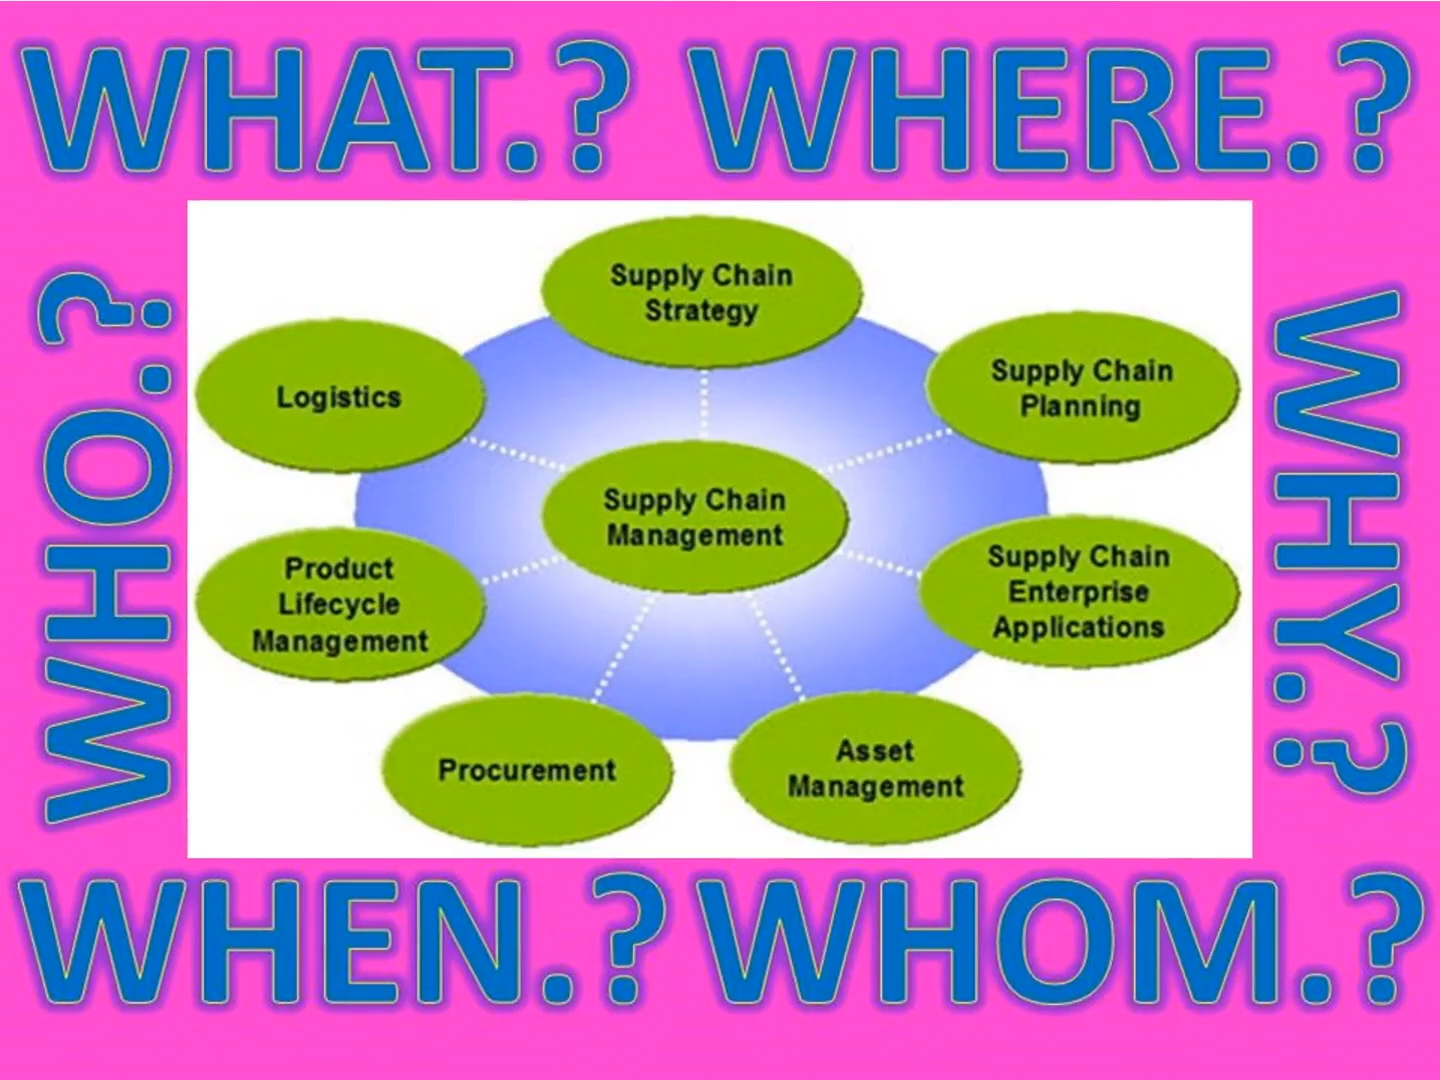 WHAT.? WHERE.?
WHO.?
WHY.?
Supply Chain
Strategy
Logistics
Supply Chain
Planning
Supply Chain
Management
Product
Lifecycle
Management
Supply Chain
Enterprise
Applications
Procurement
Asset
Management
WHEN.? WHOM.?